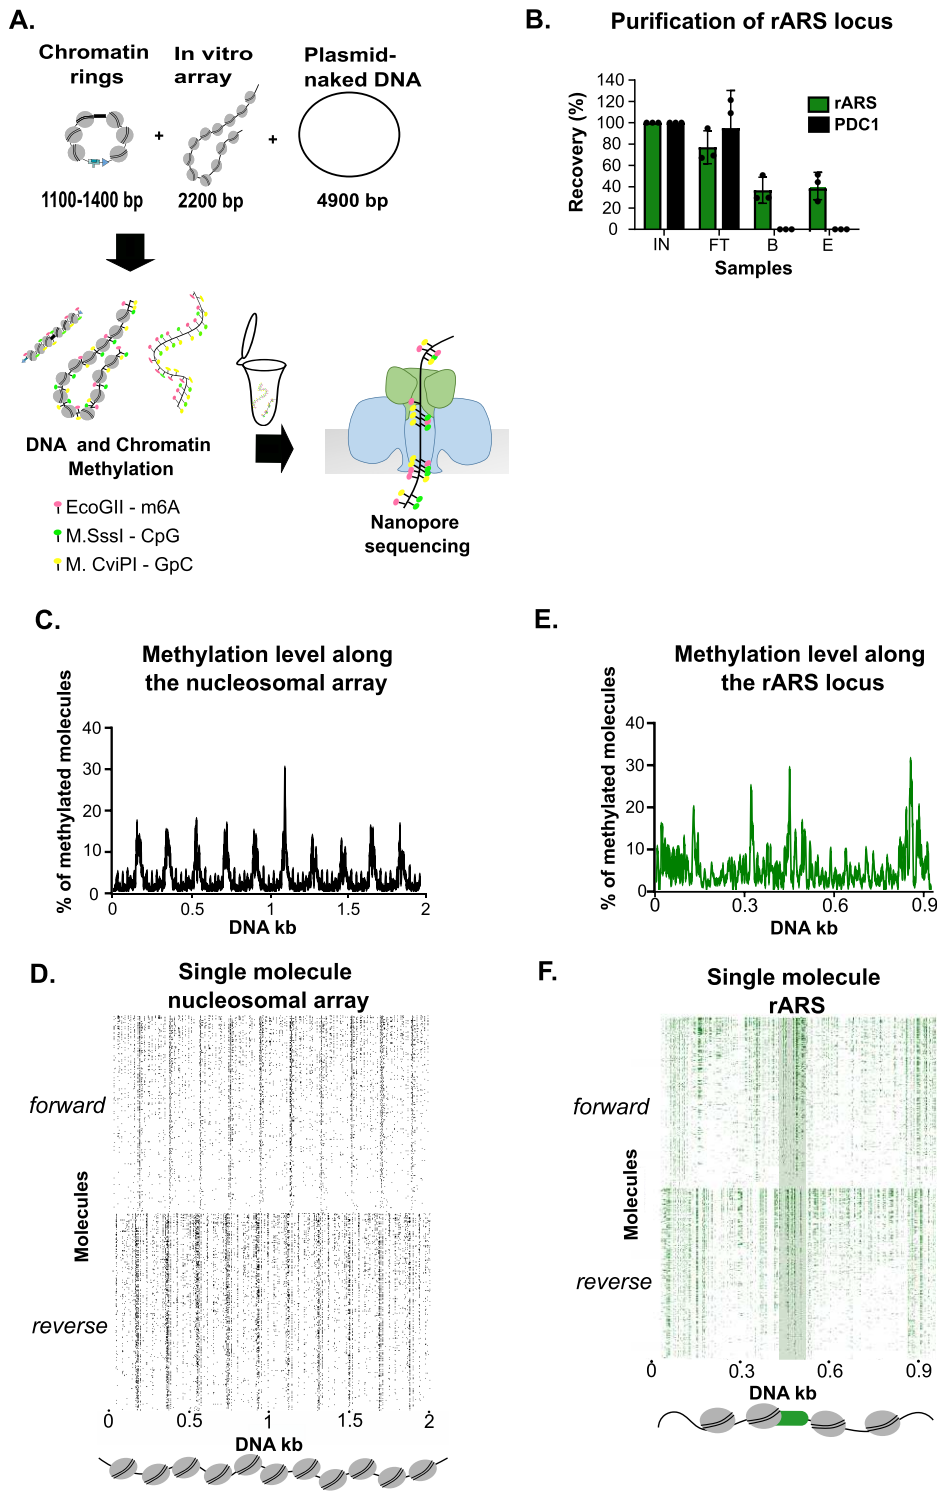 A.
Chromatin
rings
In vitro
array
Plasmid-
naked DNA
+
+
1100-1400 bp
2200 bp
4900 bp
DNA and Chromatin
Methylation
EcoGII - m6A
M.SssI - CpG
M. CviPI - GpC
Nanopore
sequencing
B.
Purification of rARS locus
Recovery (%)
140
120
100
80
60
40
20
0
rARS
PDC1
IN
FT
B
E
Samples
C.
Methylation level along
the nucleosomal array
% of methylated molecules
40
30
20
10
0
0
0.5
1
1.5
2
DNA kb
E.
Methylation level along
the rARS locus
% of methylated molecules
40
30
20
10
0
0
0.3
0.6
0.9
DNA kb
D.
Single molecule
nucleosomal array
forward
Molecules
reverse
0
0.5
1
1.5
2
DNA kb
F.
Single molecule
rARS
forward
Molecules
reverse
0
0.3
0.6
0.9
DNA kb